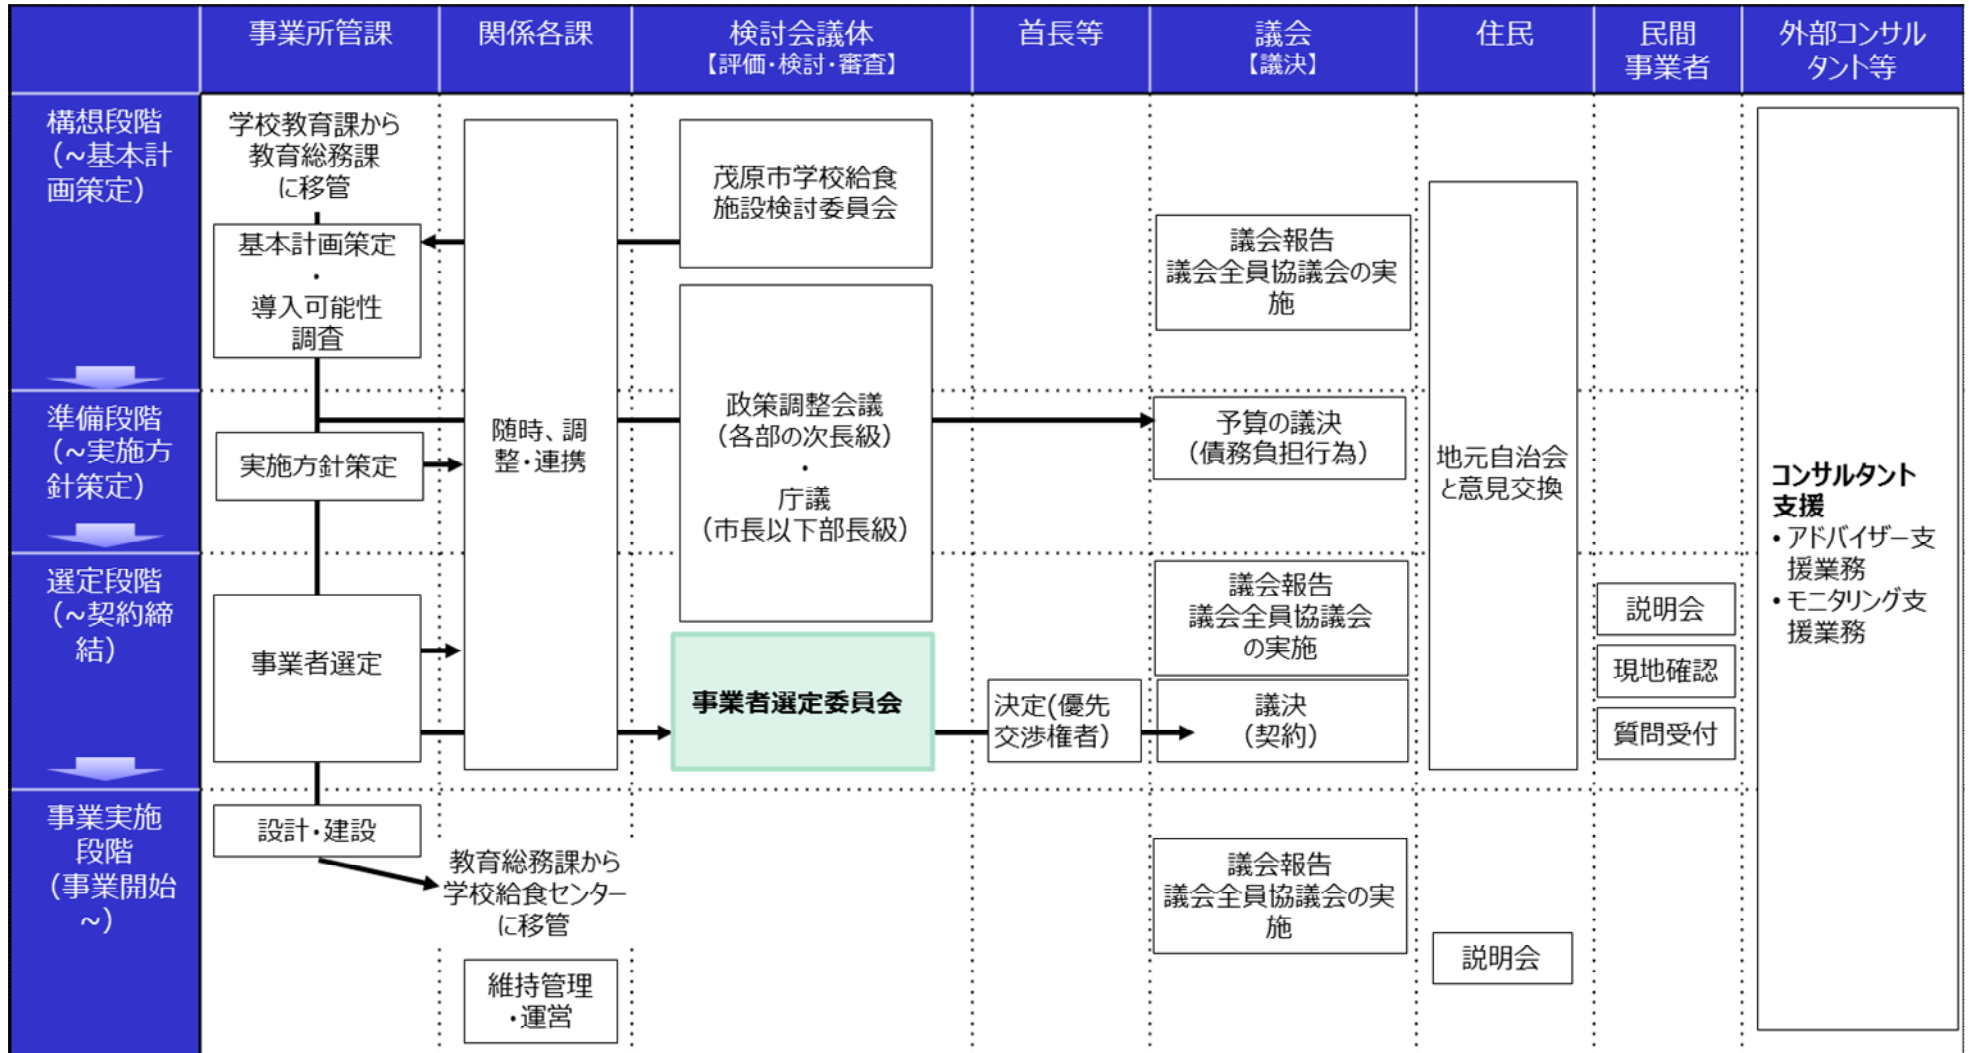 事業所管課
関係各課
検討会議体
【評価・検討・審査】
首長等
議会
【議決】
住民
民間
事業者
外部コンサル
タント等
構想段階
（~基本計
画策定）
学校教育課から
教育総務課
に移管
基本計画策定
・
導入可能性
調査
茂原市学校給食
施設検討委員会
議会報告
議会全員協議会の実
施
準備段階
（~実施方
針策定）
実施方針策定
随時、調
整・連携
政策調整会議
（各部の次長級）
・
庁議
（市長以下部長級）
予算の議決
（債務負担行為）
地元自治会
と意見交換
コンサルタント
支援
• アドバイザー支
援業務
• モニタリング支
援業務
選定段階
（~契約締
結）
事業者選定
事業者選定委員会
決定(優先
交渉権者）
議会報告
議会全員協議会
の実施
議決
（契約）
説明会
現地確認
質問受付
事業実施
段階
（事業開始
~）
設計・建設
教育総務課から
学校給食センター
に移管
維持管理
・運営
議会報告
議会全員協議会の実
施
説明会